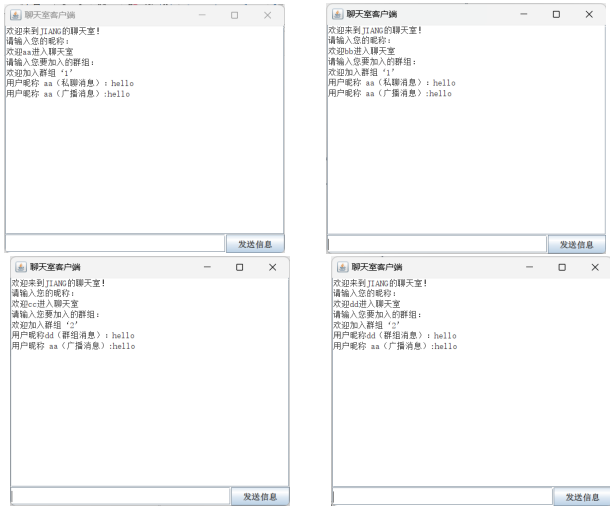 聊天室客户端
欢迎来到JIANG的聊天室!
请输入您的昵称:
欢迎aa进入聊天室
请输入您要加入的群组:
欢迎加入群组‘1’
用户昵称 aa（私聊消息）: hello
用户昵称 aa（广播消息）:hello
发送信息
聊天室客户端
欢迎来到JIANG的聊天室!
请输入您的昵称:
欢迎bb进入聊天室
请输入您要加入的群组:
欢迎加入群组‘1’
用户昵称 aa（私聊消息）: hello
用户昵称 aa（广播消息）:hello
发送信息
聊天室客户端
欢迎来到JIANG的聊天室!
请输入您的昵称:
欢迎cc进入聊天室
请输入您要加入的群组:
欢迎加入群组‘2’
用户昵称dd（群组消息）: hello
用户昵称 aa（广播消息）:hello
发送信息
聊天室客户端
欢迎来到JIANG的聊天室!
请输入您的昵称:
欢迎dd进入聊天室
请输入您要加入的群组:
欢迎加入群组‘2’
用户昵称dd（群组消息）: hello
用户昵称 aa（广播消息）:hello
发送信息